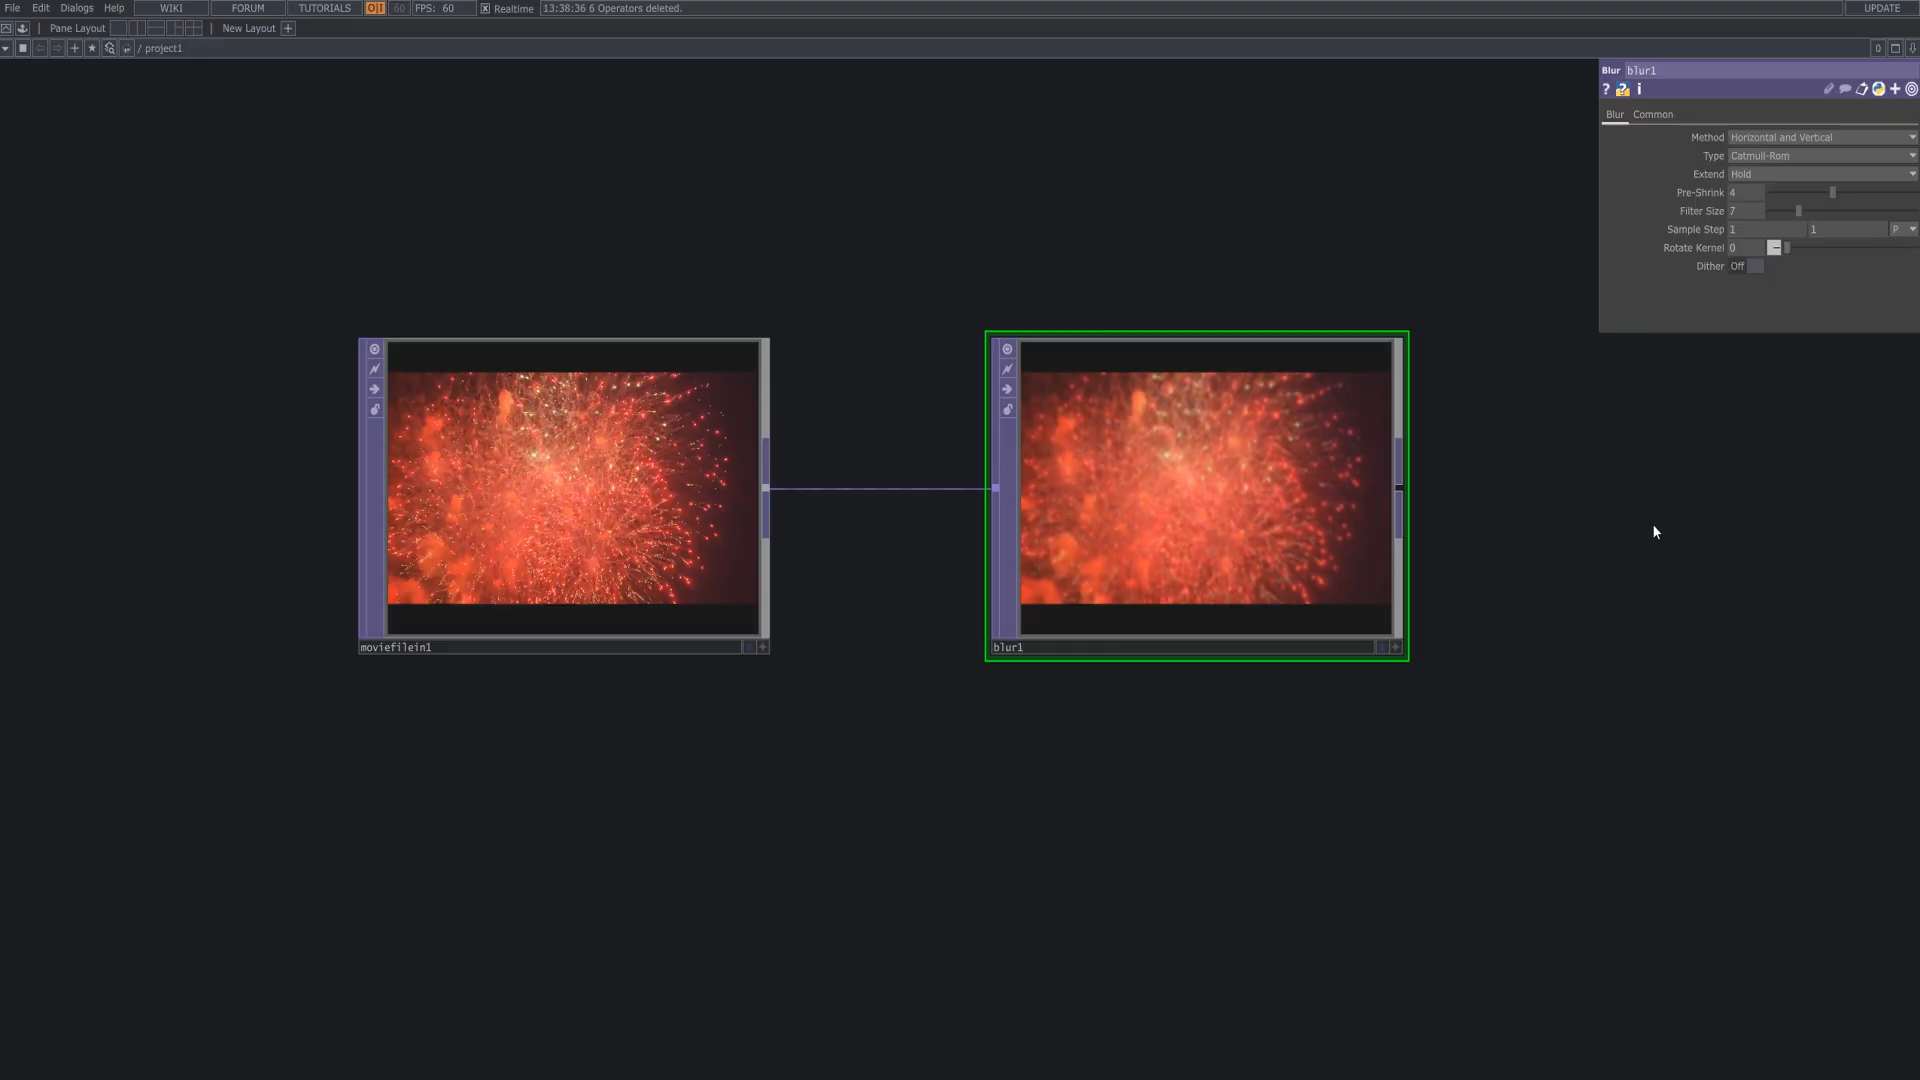 File Edit Dialogs Help WIKI FORUM TUTORIALS O|I 60 FPS: 60 Realtime 13:38:36 6 Operators deleted. UPDATE
Pane Layout New Layout
/ project1 0
Blur blur1
Blur Common
Method Horizontal and Vertical
Type Catmull-Rom
Extend Hold
Pre-Shrink 4
Filter Size 7
Sample Step 1 1 P
Rotate Kernel 0
Dither Off
moviefilein1 blur1